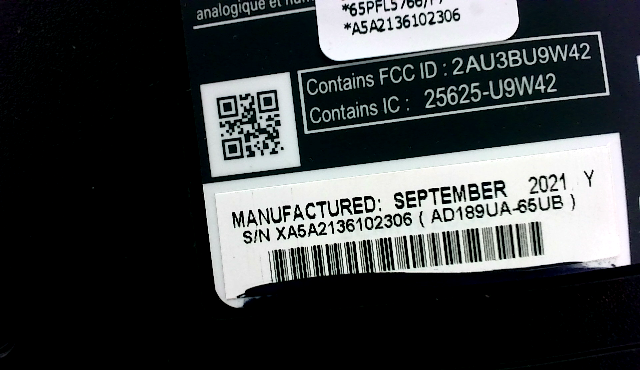 analogique et num
*65PFL5766/F7
*A5A2136102306
Contains FCC ID : 2AU3BU9W42
Contains IC : 25625-U9W42
MANUFACTURED: SEPTEMBER 2021 Y
S/N XA5A2136102306 ( AD189UA-65UB )